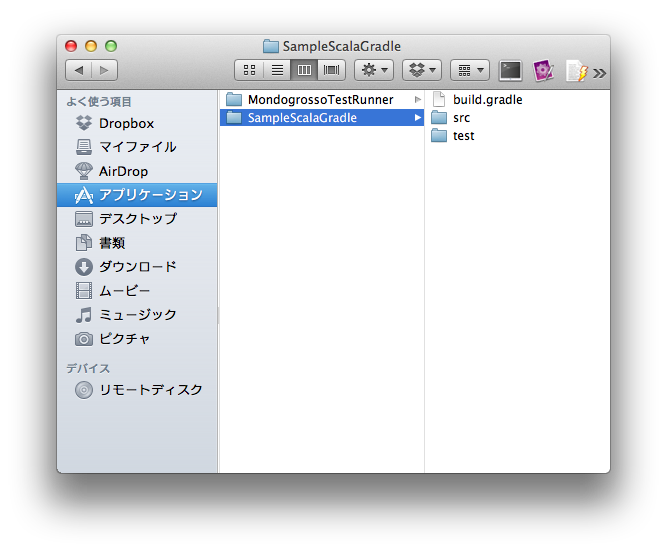 SampleScalaGradle
よく使う項目
Dropbox
マイファイル
AirDrop
アプリケーション
デスクトップ
書類
ダウンロード
ムービー
ミュージック
ピクチャ
デバイス
リモートディスク
MondogrossoTestRunner
SampleScalaGradle
build.gradle
src
test